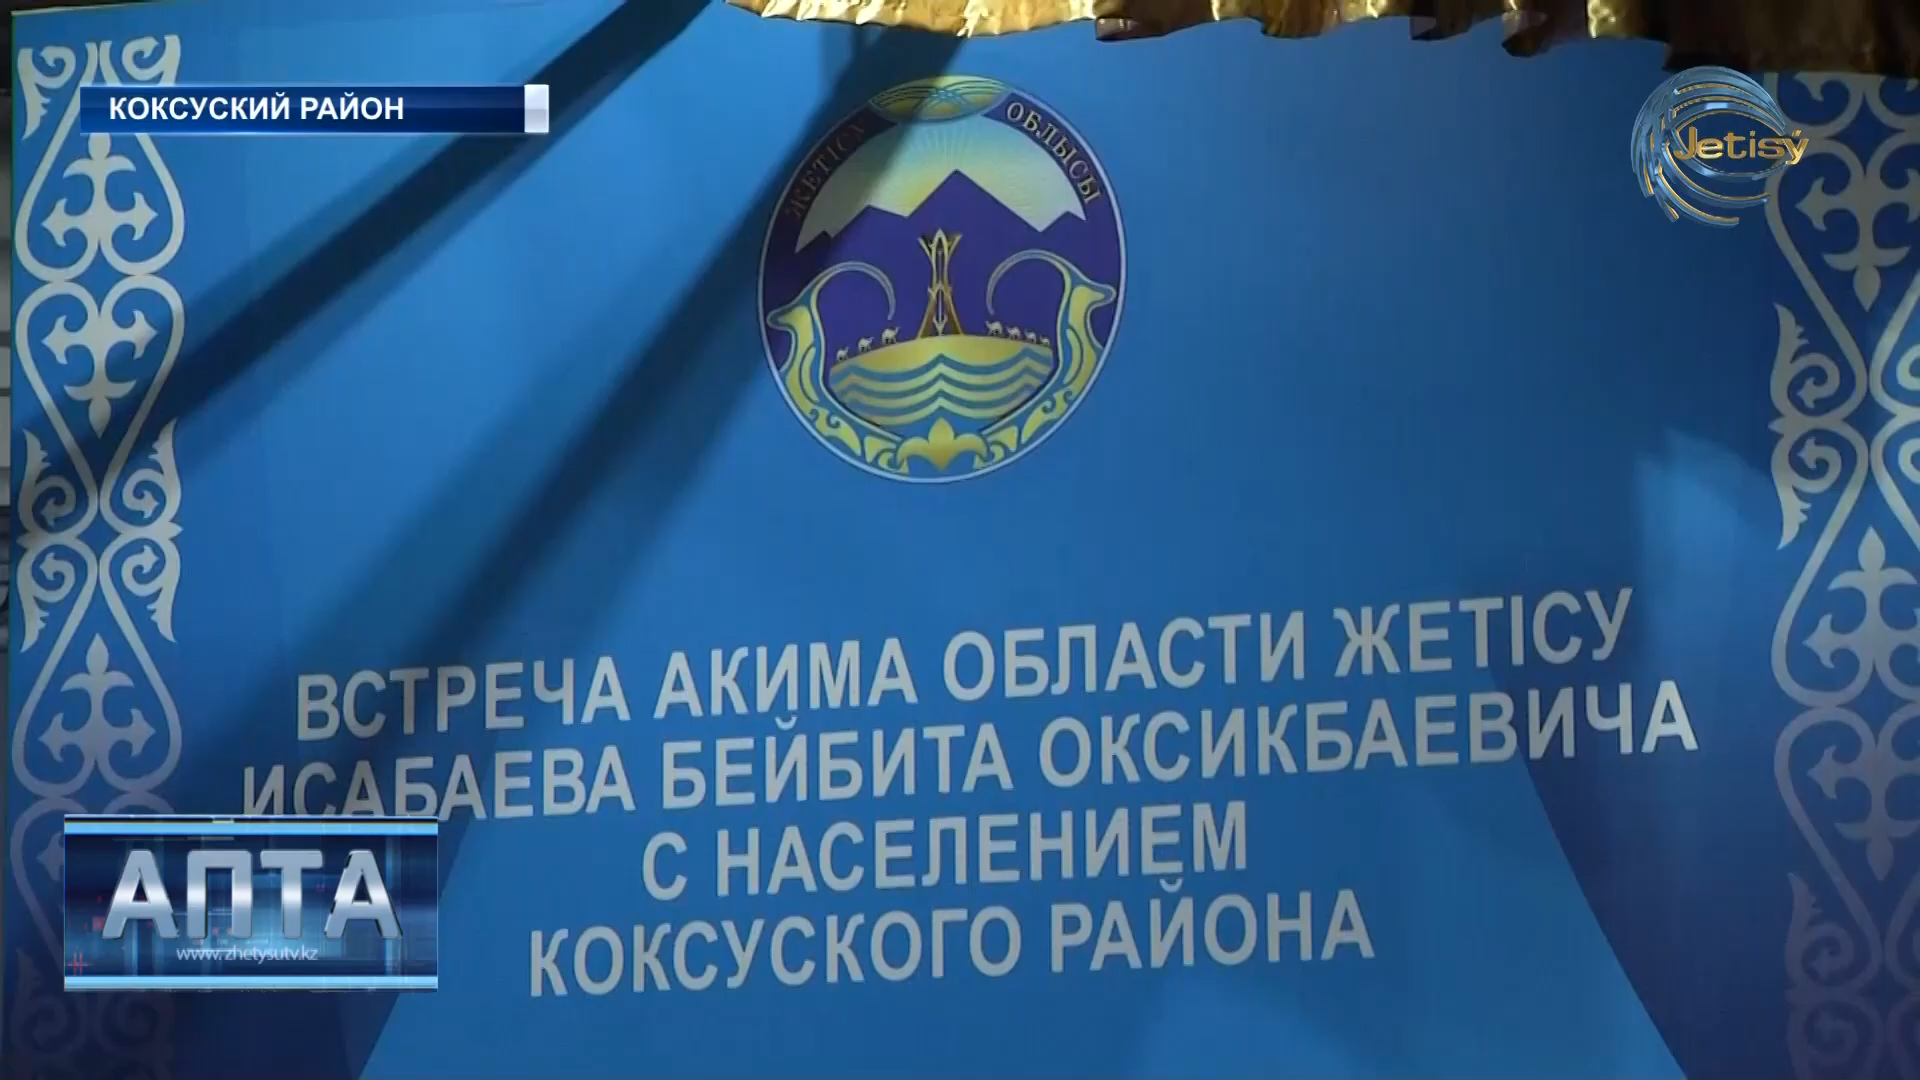 КОКСУСКИЙ РАЙОН
Jetisý
ЖЕТІСУ ОБЛЫСЫ
ВСТРЕЧА АКИМА ОБЛАСТИ ЖЕТІСУ
ИСАБАЕВА БЕЙБИТА ОКСИКБАЕВИЧА
С НАСЕЛЕНИЕМ
КОКСУСКОГО РАЙОНА
АПТА
www.zhetysutv.kz